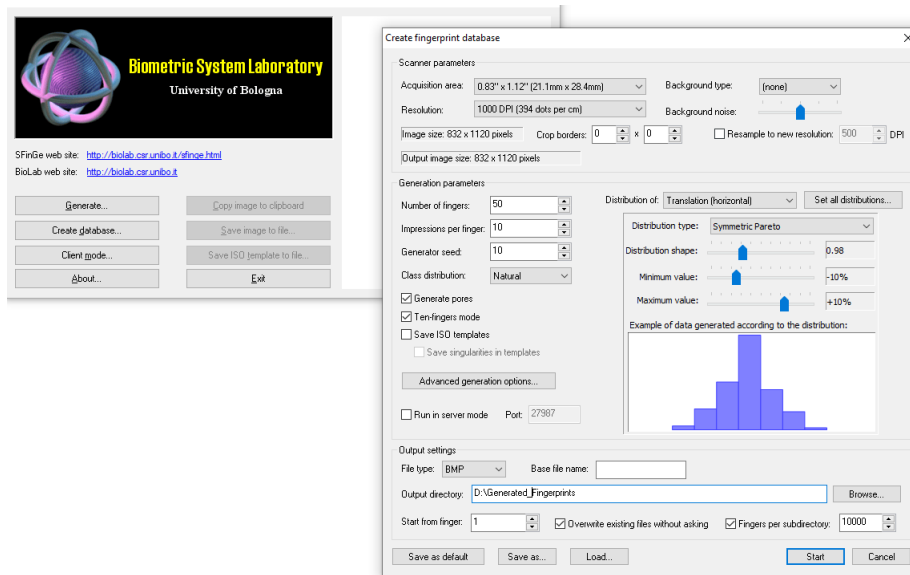 Biometric System Laboratory
University of Bologna
SFinGe web site: http://biolab.csr.unibo.it/sfinge.html
BioLab web site: http://biolab.csr.unibo.it
Generate... Copy image to clipboard
Create database... Save image to file...
Client mode... Save ISO template to file...
About... Exit
Create fingerprint database
Scanner parameters
Acquisition area: 0.83" x 1.12" (21.1mm x 28.4mm) Background type: (none)
Resolution: 1000 DPI (394 dots per cm) Background noise:
Image size: 832 x 1120 pixels Crop borders: 0 x 0 Resample to new resolution: 500 DPI
Output image size: 832 x 1120 pixels
Generation parameters
Number of fingers: 50 Distribution of: Translation (horizontal) Set all distributions...
Impressions per finger: 10 Distribution type: Symmetric Pareto
Generator seed: 10 Distribution shape: 0.98
Class distribution: Natural Minimum value: -10%
Generate pores Maximum value: +10%
Ten-fingers mode Example of data generated according to the distribution:
Save ISO templates
Save singularities in templates
Advanced generation options...
Run in server mode Port: 27987
Output settings
File type: BMP Base file name:
Output directory: D:\Generated_Fingerprints Browse...
Start from finger: 1 Overwrite existing files without asking Fingers per subdirectory: 10000
Save as default Save as... Load... Start Cancel